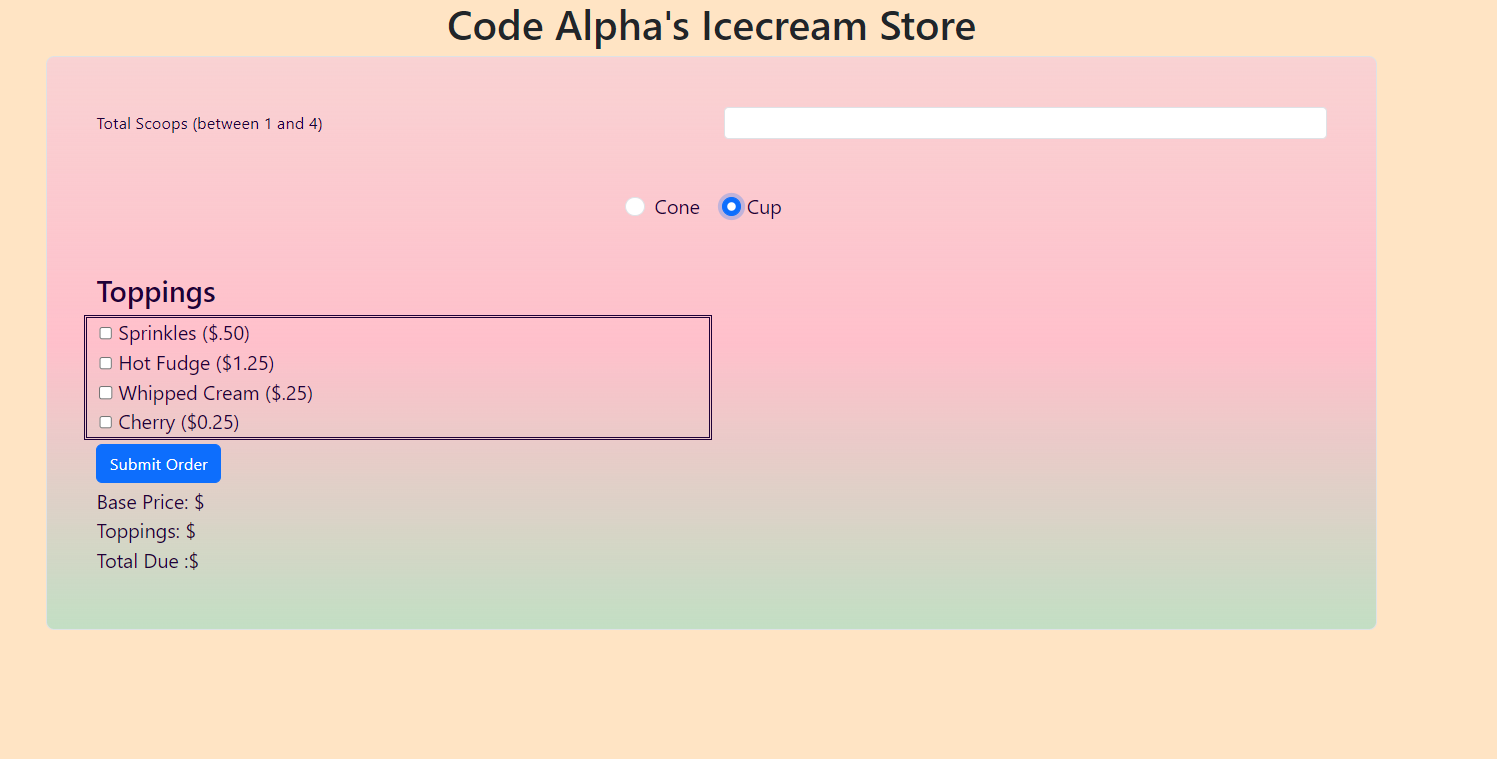 Code Alpha's Icecream Store
Total Scoops (between 1 and 4)
Cone Cup
Toppings
Sprinkles ($.50)
Hot Fudge ($1.25)
Whipped Cream ($.25)
Cherry ($0.25)
Submit Order
Base Price: $
Toppings: $
Total Due :$